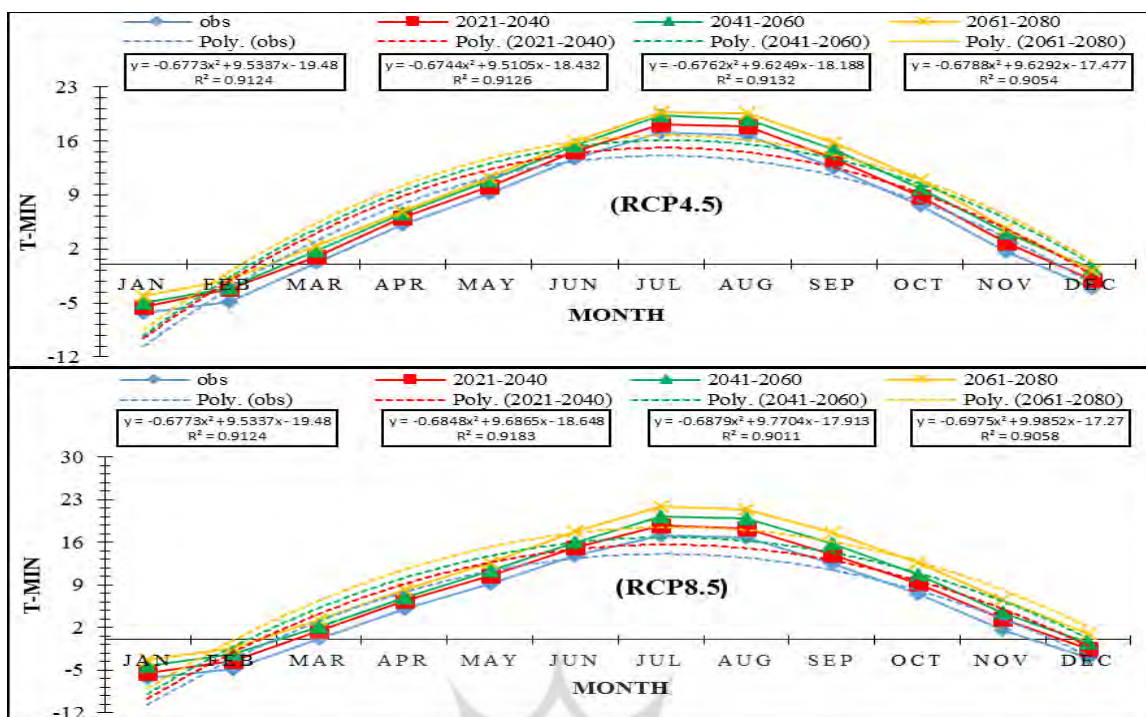 obs 2021-2040 2041-2060 2061-2080
Poly. (obs) Poly. (2021-2040) Poly. (2041-2060) Poly. (2061-2080)
y = -0.6773x² + 9.5337x - 19.48 y = -0.6744x² + 9.5105x - 18.432 y = -0.6762x² + 9.6249x - 18.188 y = -0.6788x² + 9.6292x - 17.477
R² = 0.9124 R² = 0.9126 R² = 0.9132 R² = 0.9054
23
16
9
2
-5
-12
T-MIN
(RCP4.5)
JAN FEB MAR APR MAY JUN JUL AUG SEP OCT NOV DEC
MONTH
obs 2021-2040 2041-2060 2061-2080
Poly. (obs) Poly. (2021-2040) Poly. (2041-2060) Poly. (2061-2080)
y = -0.6773x² + 9.5337x - 19.48 y = -0.6848x² + 9.6865x - 18.648 y = -0.6879x² + 9.7704x - 17.913 y = -0.6975x² + 9.9852x - 17.27
R² = 0.9124 R² = 0.9183 R² = 0.9011 R² = 0.9058
30
23
16
9
2
-5
-12
T-MIN
(RCP8.5)
JAN FEB MAR APR MAY JUN JUL AUG SEP OCT NOV DEC
MONTH